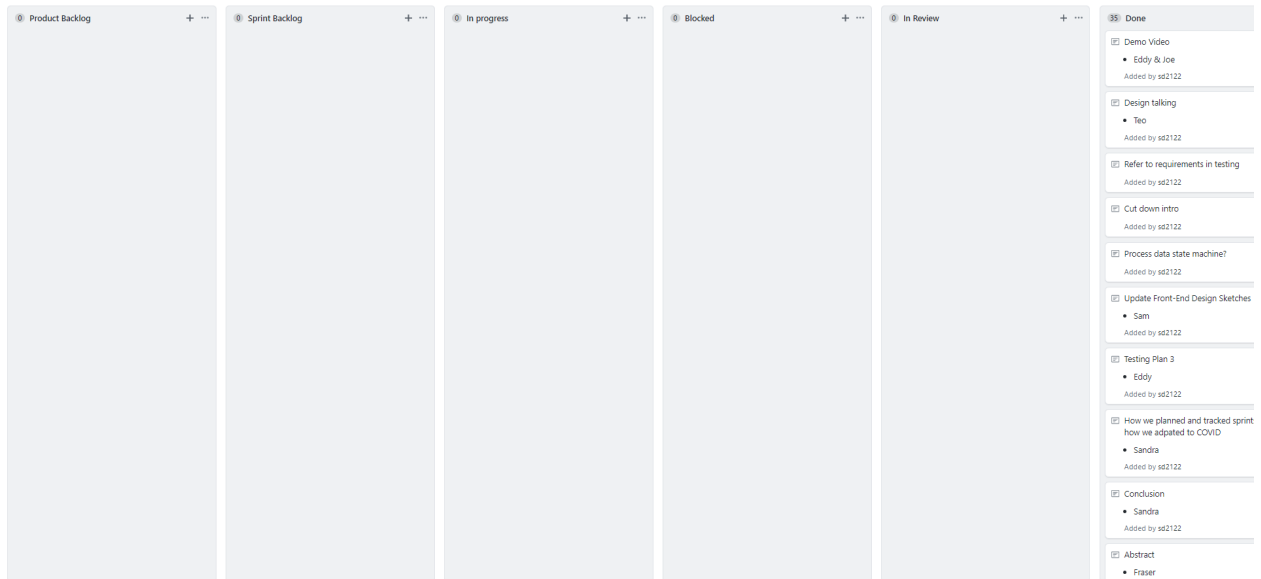 0 Product Backlog
0 Sprint Backlog
0 In progress
0 Blocked
0 In Review
35 Done
Demo Video
• Eddy & Joe
Added by sd2122
Design talking
• Teo
Added by sd2122
Refer to requirements in testing
Added by sd2122
Cut down intro
Added by sd2122
Process data state machine?
Added by sd2122
Update Front-End Design Sketches
• Sam
Added by sd2122
Testing Plan 3
• Eddy
Added by sd2122
How we planned and tracked sprint
how we adpated to COVID
• Sandra
Added by sd2122
Conclusion
• Sandra
Added by sd2122
Abstract
• Fraser